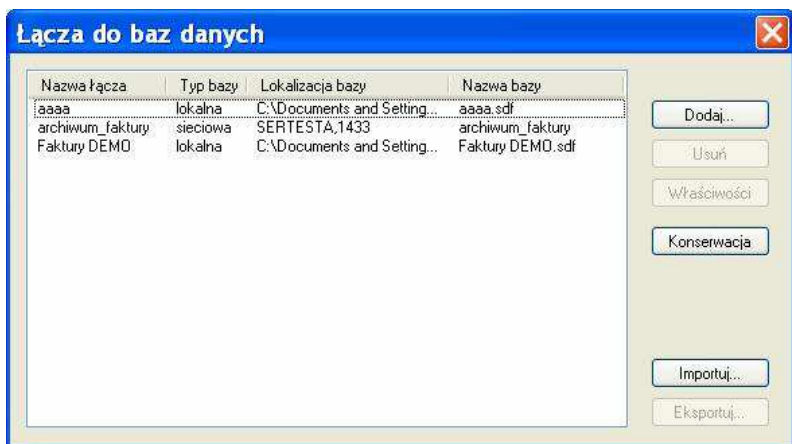 Łącza do baz danych
Nazwa łącza Typ bazy Lokalizacja bazy Nazwa bazy
aaaa lokalna C:\Documents and Setting... aaaa.sdf
archiwum_faktury sieciowa SERTESTA,1433 archiwum_faktury
Faktury DEMO lokalna C:\Documents and Setting... Faktury DEMO.sdf
Dodaj...
Usuń
Właściwości
Konserwacja
Importuj...
Eksportuj...